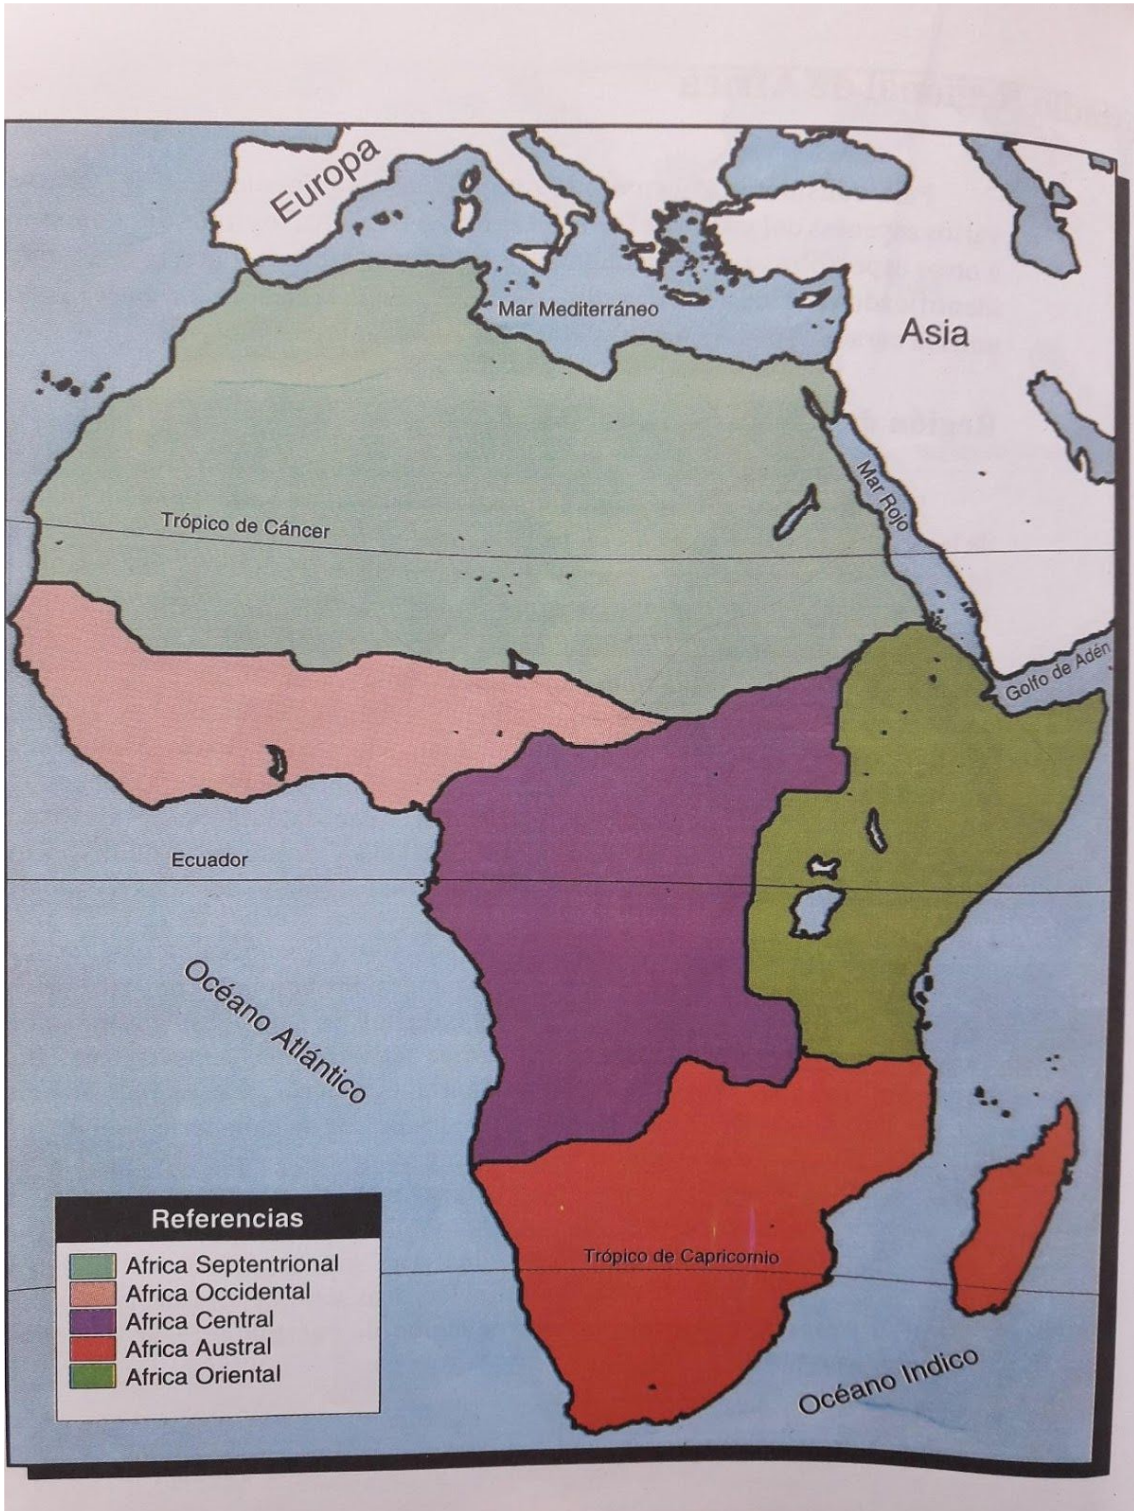 Europa
Mar Mediterráneo
Asia
Mar Rojo
Trópico de Cáncer
Golfo de Adén
Ecuador
Océano Atlántico
Trópico de Capricornio
Océano Indico
Referencias
Africa Septentrional
Africa Occidental
Africa Central
Africa Austral
Africa Oriental